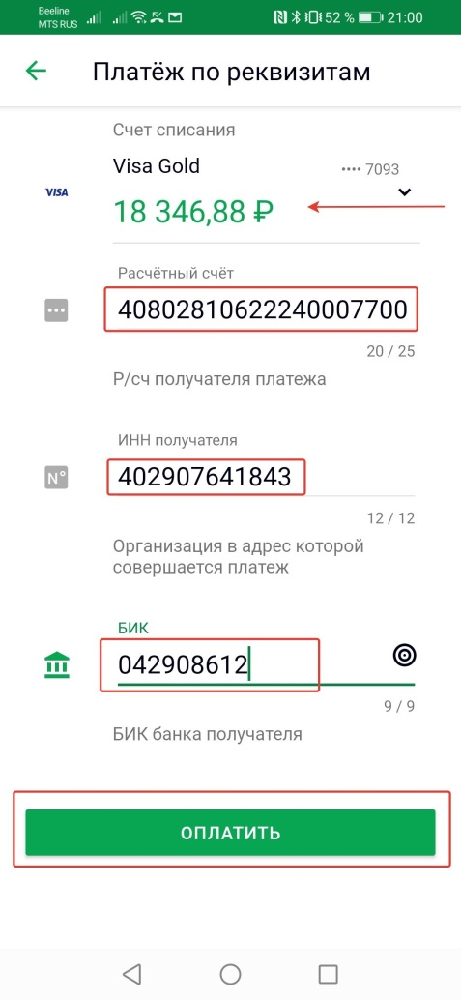 Beeline
MTS RUS
52 % 21:00
Платёж по реквизитам
Счет списания
Visa Gold
•••• 7093
VISA
18 346,88 ₽
Расчётный счёт
40802810622240007700
20 / 25
Р/сч получателя платежа
ИНН получателя
N°
402907641843
12 / 12
Организация в адрес которой
совершается платеж
БИК
042908612
9 / 9
БИК банка получателя
ОПЛАТИТЬ